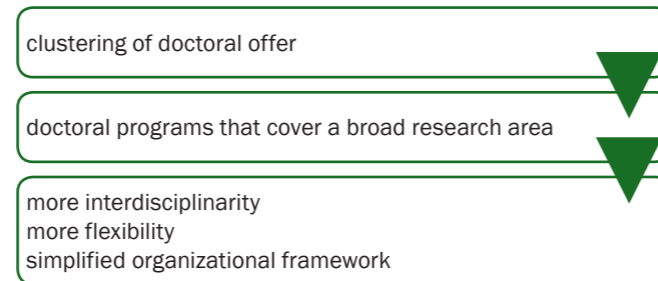 clustering of doctoral offer
doctoral programs that cover a broad research area
more interdisciplinarity
more flexibility
simplified organizational framework